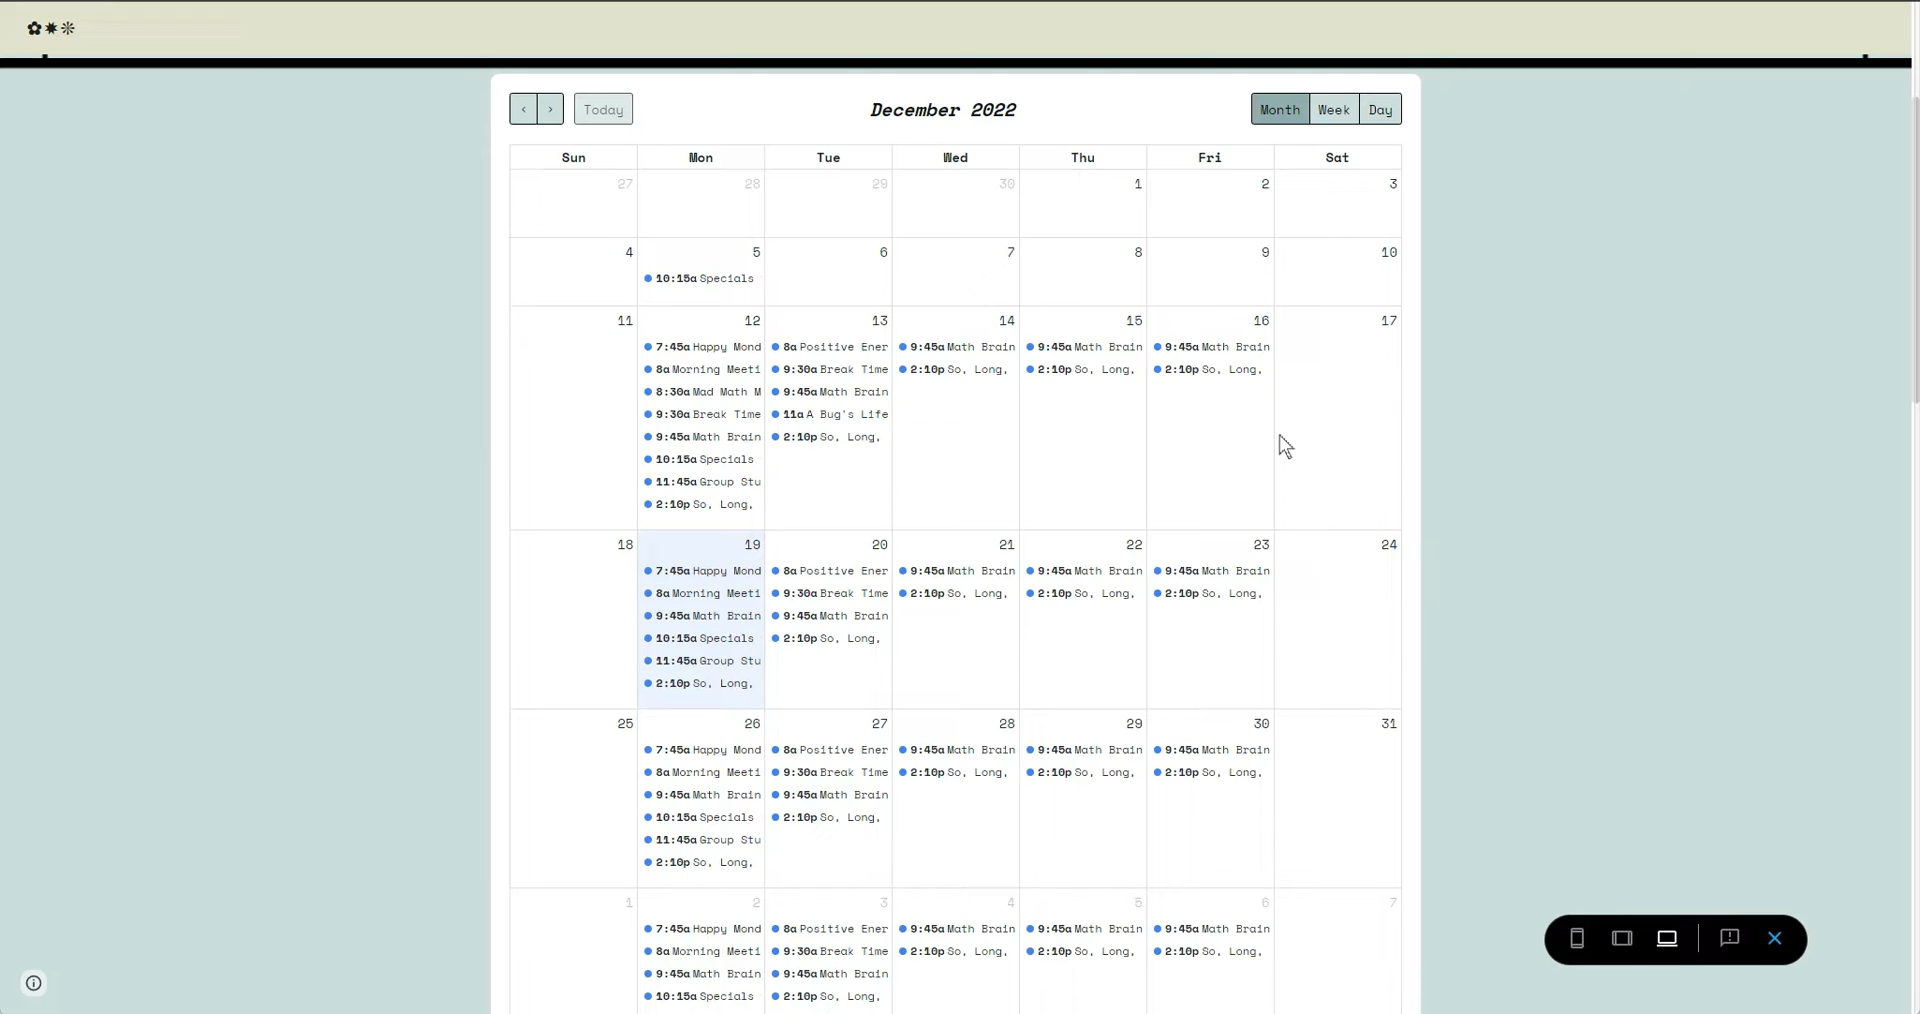 ✿✷❊
‹ › Today December 2022 Month Week Day
Sun Mon Tue Wed Thu Fri Sat
27 28 29 30 1 2 3
4 5 6 7 8 9 10
10:15a Specials
11 12 13 14 15 16 17
7:45a Happy Mond 8a Positive Ener 9:45a Math Brain 9:45a Math Brain 9:45a Math Brain
8a Morning Meeti 9:30a Break Time 2:10p So, Long, 2:10p So, Long, 2:10p So, Long,
8:30a Mad Math M 9:45a Math Brain
9:30a Break Time 11a A Bug's Life
9:45a Math Brain 2:10p So, Long,
10:15a Specials
11:45a Group Stu
2:10p So, Long,
18 19 20 21 22 23 24
7:45a Happy Mond 8a Positive Ener 9:45a Math Brain 9:45a Math Brain 9:45a Math Brain
8a Morning Meeti 9:30a Break Time 2:10p So, Long, 2:10p So, Long, 2:10p So, Long,
9:45a Math Brain 9:45a Math Brain
10:15a Specials 2:10p So, Long,
11:45a Group Stu
2:10p So, Long,
25 26 27 28 29 30 31
7:45a Happy Mond 8a Positive Ener 9:45a Math Brain 9:45a Math Brain 9:45a Math Brain
8a Morning Meeti 9:30a Break Time 2:10p So, Long, 2:10p So, Long, 2:10p So, Long,
9:45a Math Brain 9:45a Math Brain
10:15a Specials 2:10p So, Long,
11:45a Group Stu
2:10p So, Long,
1 2 3 4 5 6 7
7:45a Happy Mond 8a Positive Ener 9:45a Math Brain 9:45a Math Brain 9:45a Math Brain
8a Morning Meeti 9:30a Break Time 2:10p So, Long, 2:10p So, Long, 2:10p So, Long,
9:45a Math Brain 9:45a Math Brain
10:15a Specials 2:10p So, Long,